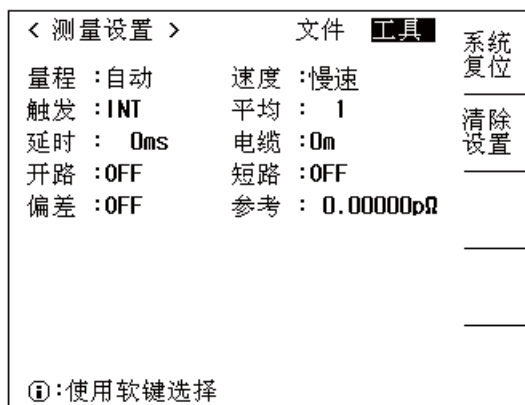 < 测量设置 > 文件 工具
量程 :自动 速度 :慢速
触发 :INT 平均 : 1
延时 : 0ms 电缆 :0m
开路 :OFF 短路 :OFF
偏差 :OFF 参考 : 0.00000pΩ
ⓘ:使用软键选择
系统
复位
清除
设置